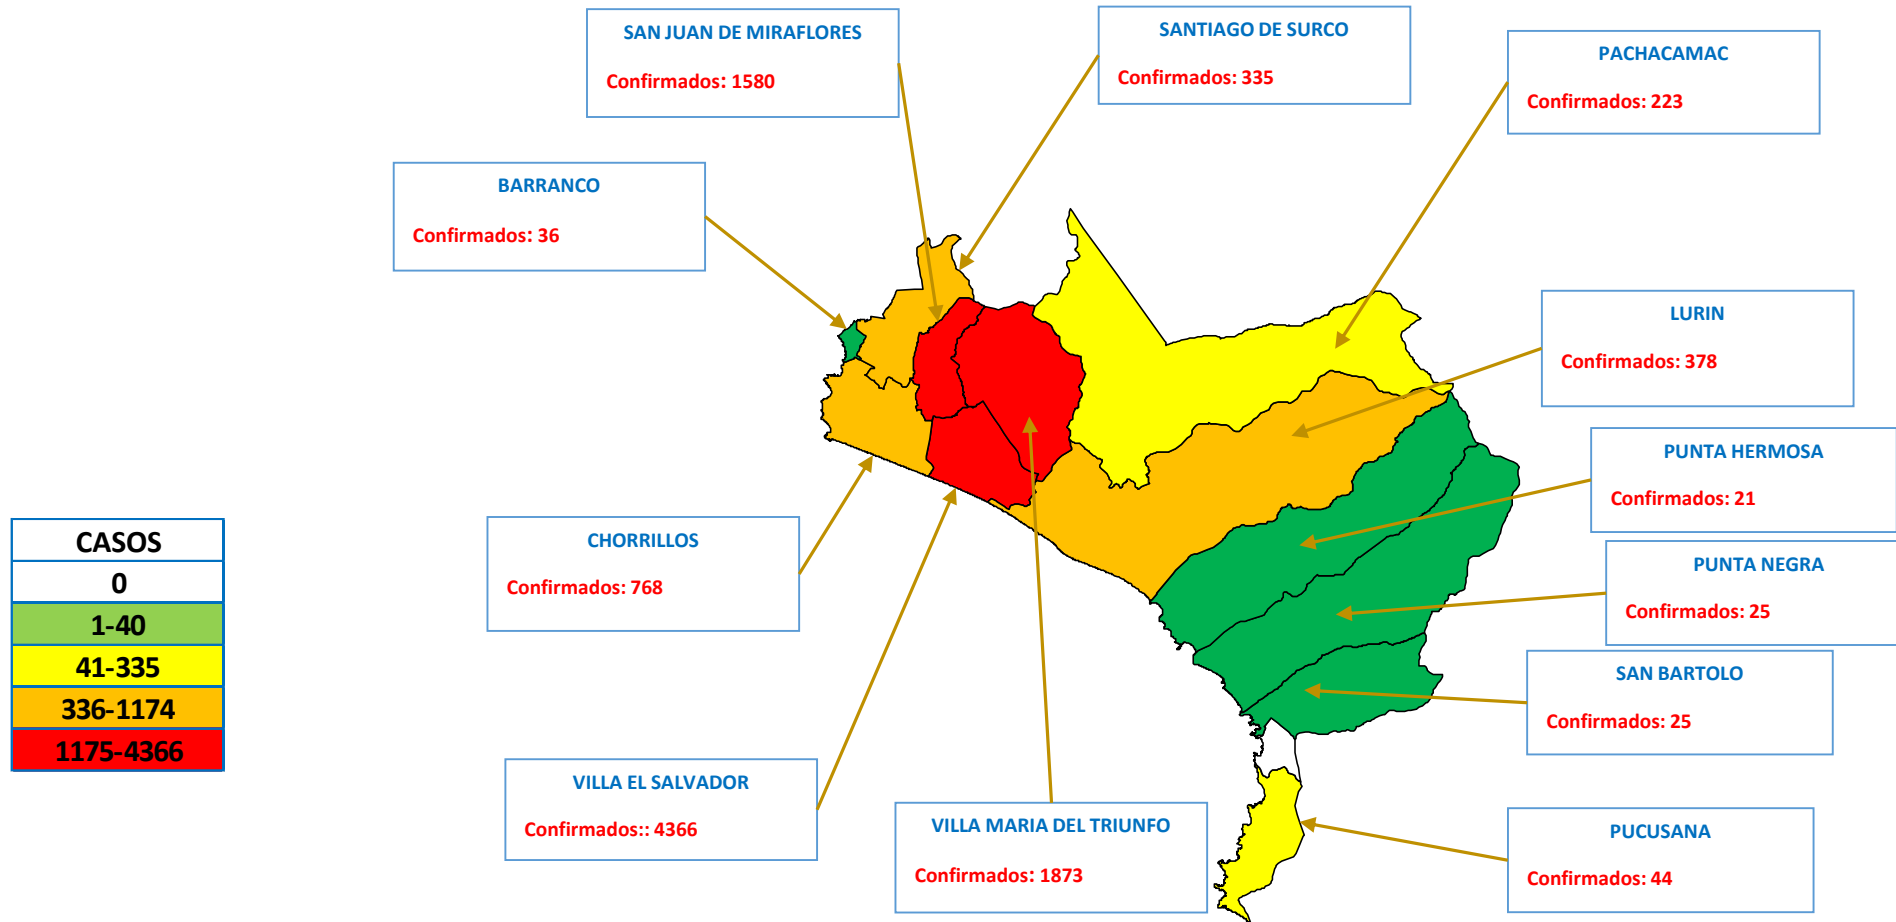 SAN JUAN DE MIRAFLORES
Confirmados: 1580
SANTIAGO DE SURCO
Confirmados: 335
PACHACAMAC
Confirmados: 223
BARRANCO
Confirmados: 36
LURIN
Confirmados: 378
PUNTA HERMOSA
Confirmados: 21
CHORRILLOS
Confirmados: 768
PUNTA NEGRA
Confirmados: 25
SAN BARTOLO
Confirmados: 25
VILLA EL SALVADOR
Confirmados:: 4366
VILLA MARIA DEL TRIUNFO
Confirmados: 1873
PUCUSANA
Confirmados: 44
CASOS
0
1-40
41-335
336-1174
1175-4366